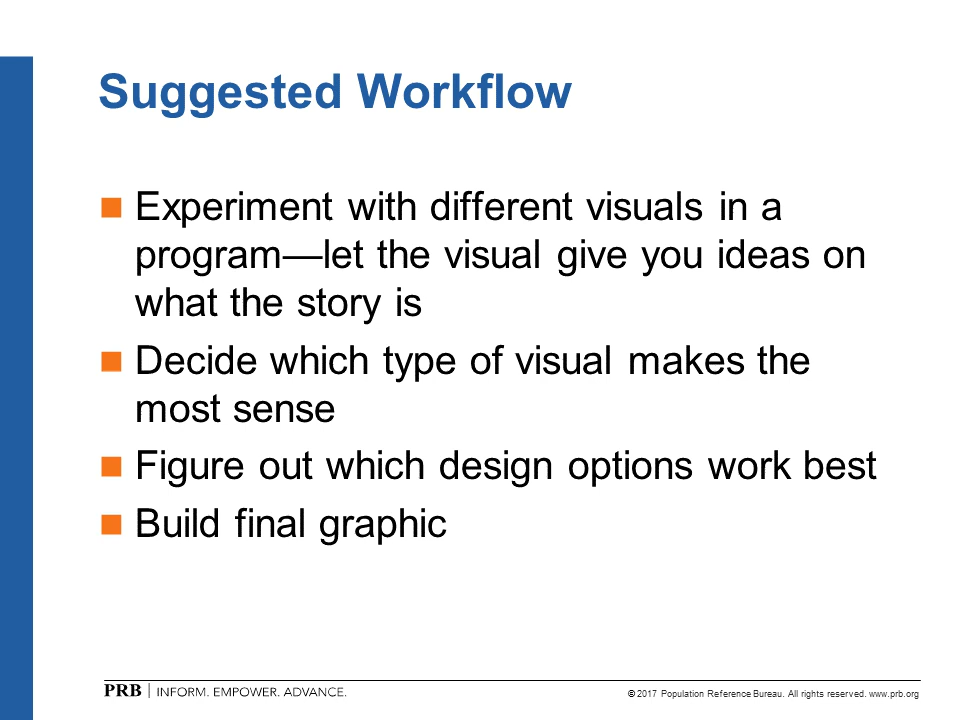 Suggested Workflow
Experiment with different visuals in a
program—let the visual give you ideas on
what the story is
Decide which type of visual makes the
most sense
Figure out which design options work best
Build final graphic
PRB | INFORM. EMPOWER. ADVANCE.
© 2017 Population Reference Bureau. All rights reserved. www.prb.org